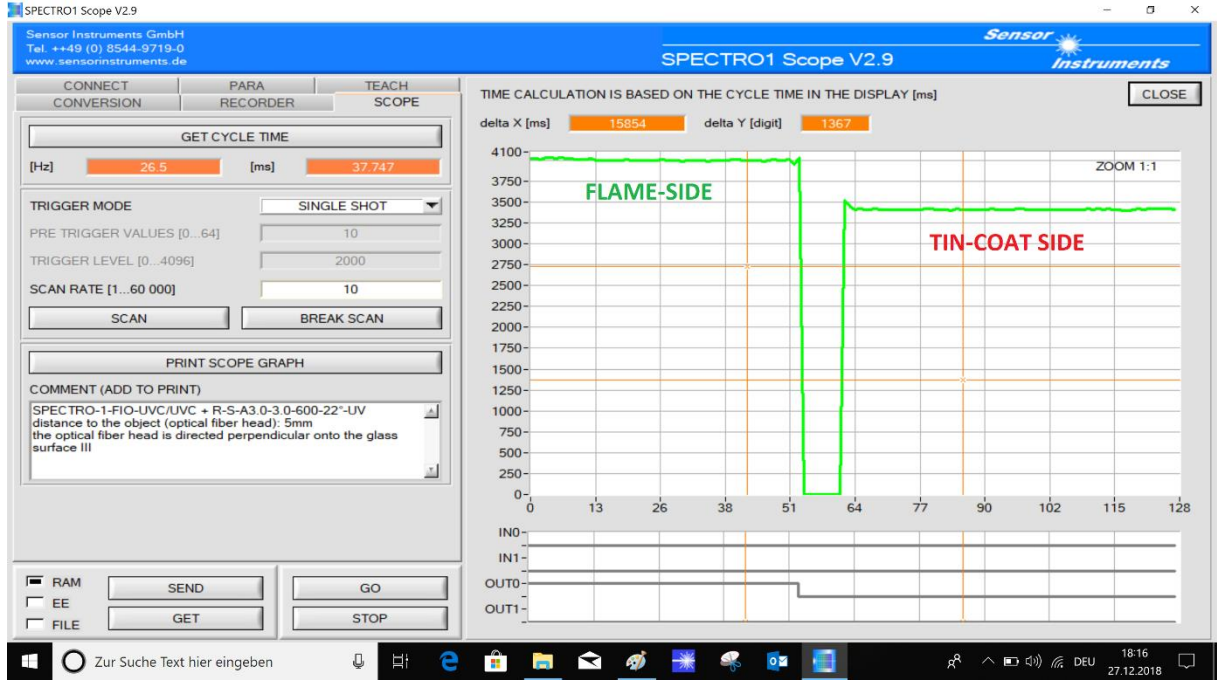 SPECTRO1 Scope V2.9
Sensor Instruments GmbH
Tel. ++49 (0) 8544-9719-0
www.sensorinstruments.de
SPECTRO1 Scope V2.9
Sensor
Instruments
CONNECT PARA TEACH
CONVERSION RECORDER SCOPE
GET CYCLE TIME
[Hz] 26.5 [ms] 37.747
TRIGGER MODE SINGLE SHOT
PRE TRIGGER VALUES [0...64] 10
TRIGGER LEVEL [0...4096] 2000
SCAN RATE [1...60 000] 10
SCAN BREAK SCAN
PRINT SCOPE GRAPH
COMMENT (ADD TO PRINT)
SPECTRO-1-FIO-UVC/UVC + R-S-A3.0-3.0-600-22"-UV
distance to the object (optical fiber head): 5mm
the optical fiber head is directed perpendicular onto the glass
surface III
RAM SEND GO
EE
FILE GET STOP
TIME CALCULATION IS BASED ON THE CYCLE TIME IN THE DISPLAY [ms]
CLOSE
delta X [ms] 15854 delta Y [digit] 1367
ZOOM 1:1
FLAME-SIDE
TIN-COAT SIDE
4100
3750
3500
3250
3000
2750
2500
2250
2000
1750
1500
1250
1000
750
500
250
0
0 13 26 38 51 64 77 90 102 115 128
IN0
IN1
OUT0
OUT1
Zur Suche Text hier eingeben
DEU
18:16
27.12.2018